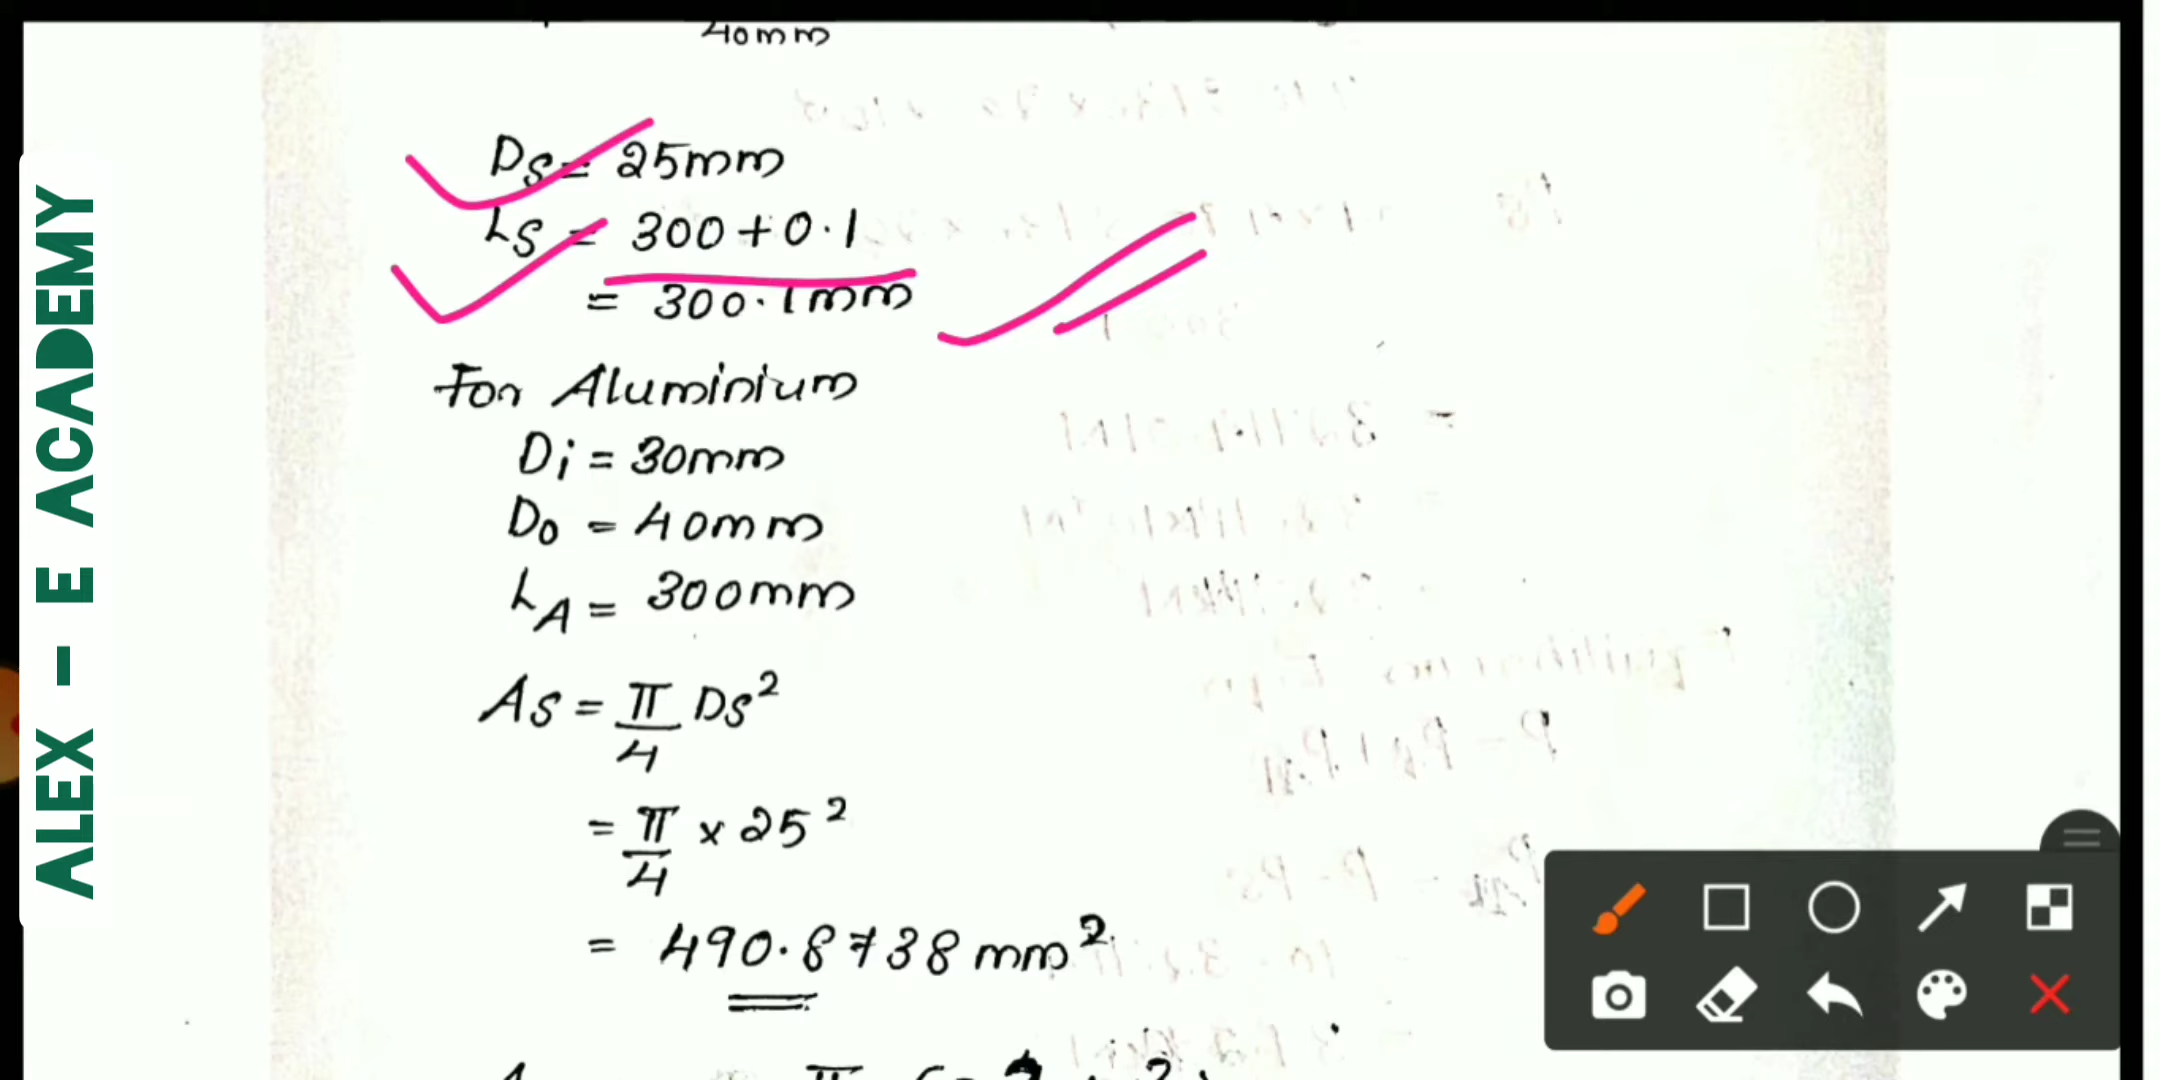 40mm
DS = 25mm
LS = 300+0.1
= 300.1mm
For Aluminium
Di = 30mm
Do = 40mm
LA = 300mm
AS = π/4 DS²
= π/4 × 25²
= 490.8738 mm²
ALEX - E ACADEMY